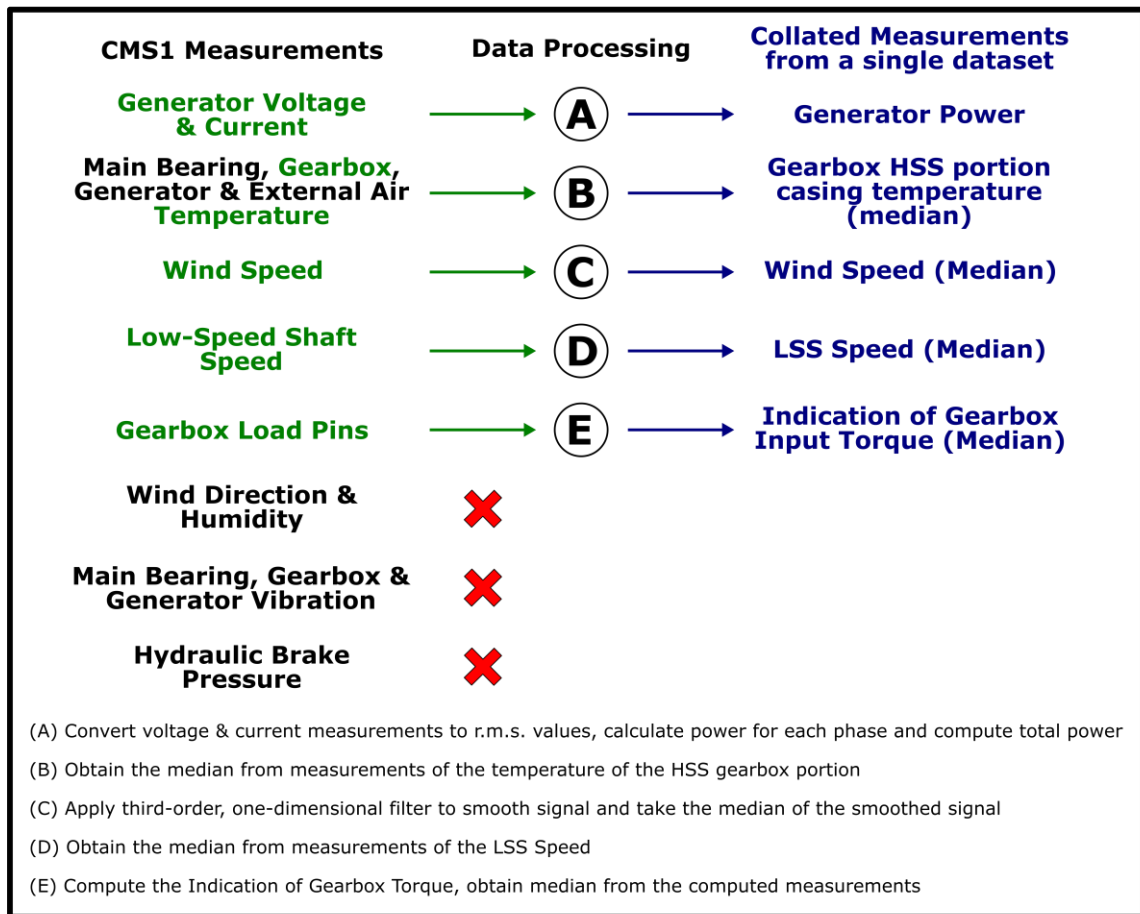 CMS1 Measurements
Data Processing
Collated Measurements
from a single dataset
Generator Voltage
& Current
A
Generator Power
Main Bearing, Gearbox,
Generator & External Air
Temperature
B
Gearbox HSS portion
casing temperature
(median)
Wind Speed
C
Wind Speed (Median)
Low-Speed Shaft
Speed
D
LSS Speed (Median)
Gearbox Load Pins
E
Indication of Gearbox
Input Torque (Median)
Wind Direction &
Humidity
Main Bearing, Gearbox &
Generator Vibration
Hydraulic Brake
Pressure
(A) Convert voltage & current measurements to r.m.s. values, calculate power for each phase and compute total power
(B) Obtain the median from measurements of the temperature of the HSS gearbox portion
(C) Apply third-order, one-dimensional filter to smooth signal and take the median of the smoothed signal
(D) Obtain the median from measurements of the LSS Speed
(E) Compute the Indication of Gearbox Torque, obtain median from the computed measurements